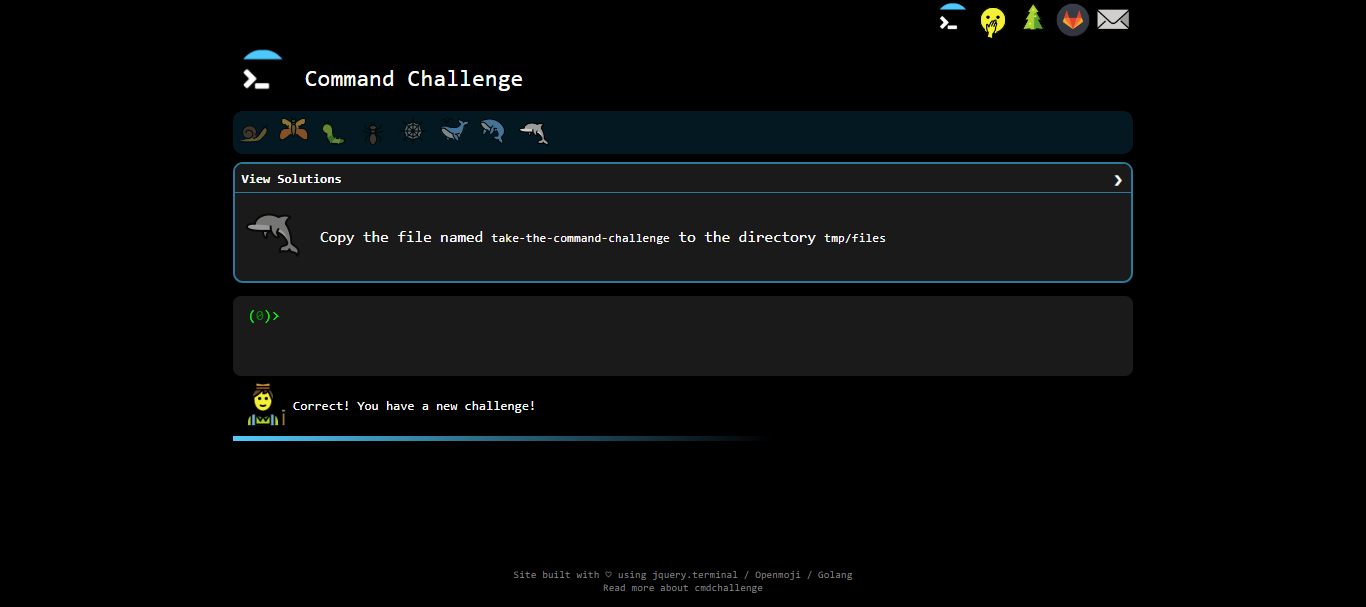 Command Challenge
View Solutions
Copy the file named take-the-command-challenge to the directory tmp/files
(0)>
Correct! You have a new challenge!
Site built with ♡ using jquery.terminal / Openmoji / Golang
Read more about cmdchallenge